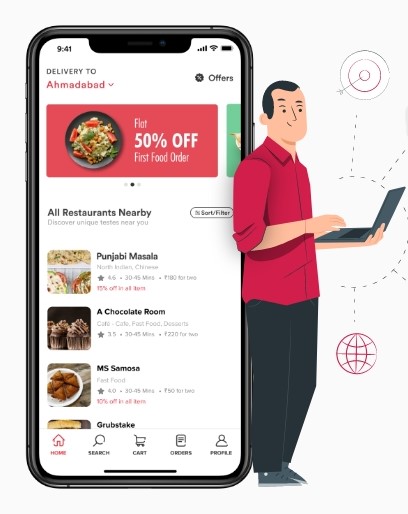 9:41
DELIVERY TO
Ahmadabad
Offers
Flat
50% OFF
First Food Order
All Restaurants Nearby
Sort/Filter
Discover unique testes near you
Punjabi Masala
North Indian, Chinese
4.6 • 30-45 Mins • ₹180 for two
15% off in all item
A Chocolate Room
Café - Cafe, Fast Food, Desserts
3.5 • 30-45 Mins • ₹220 for two
MS Samosa
Fast Food
4.0 • 30-45 Mins • ₹50 for two
10% off in all item
Grubstake
HOME SEARCH CART ORDERS PROFILE